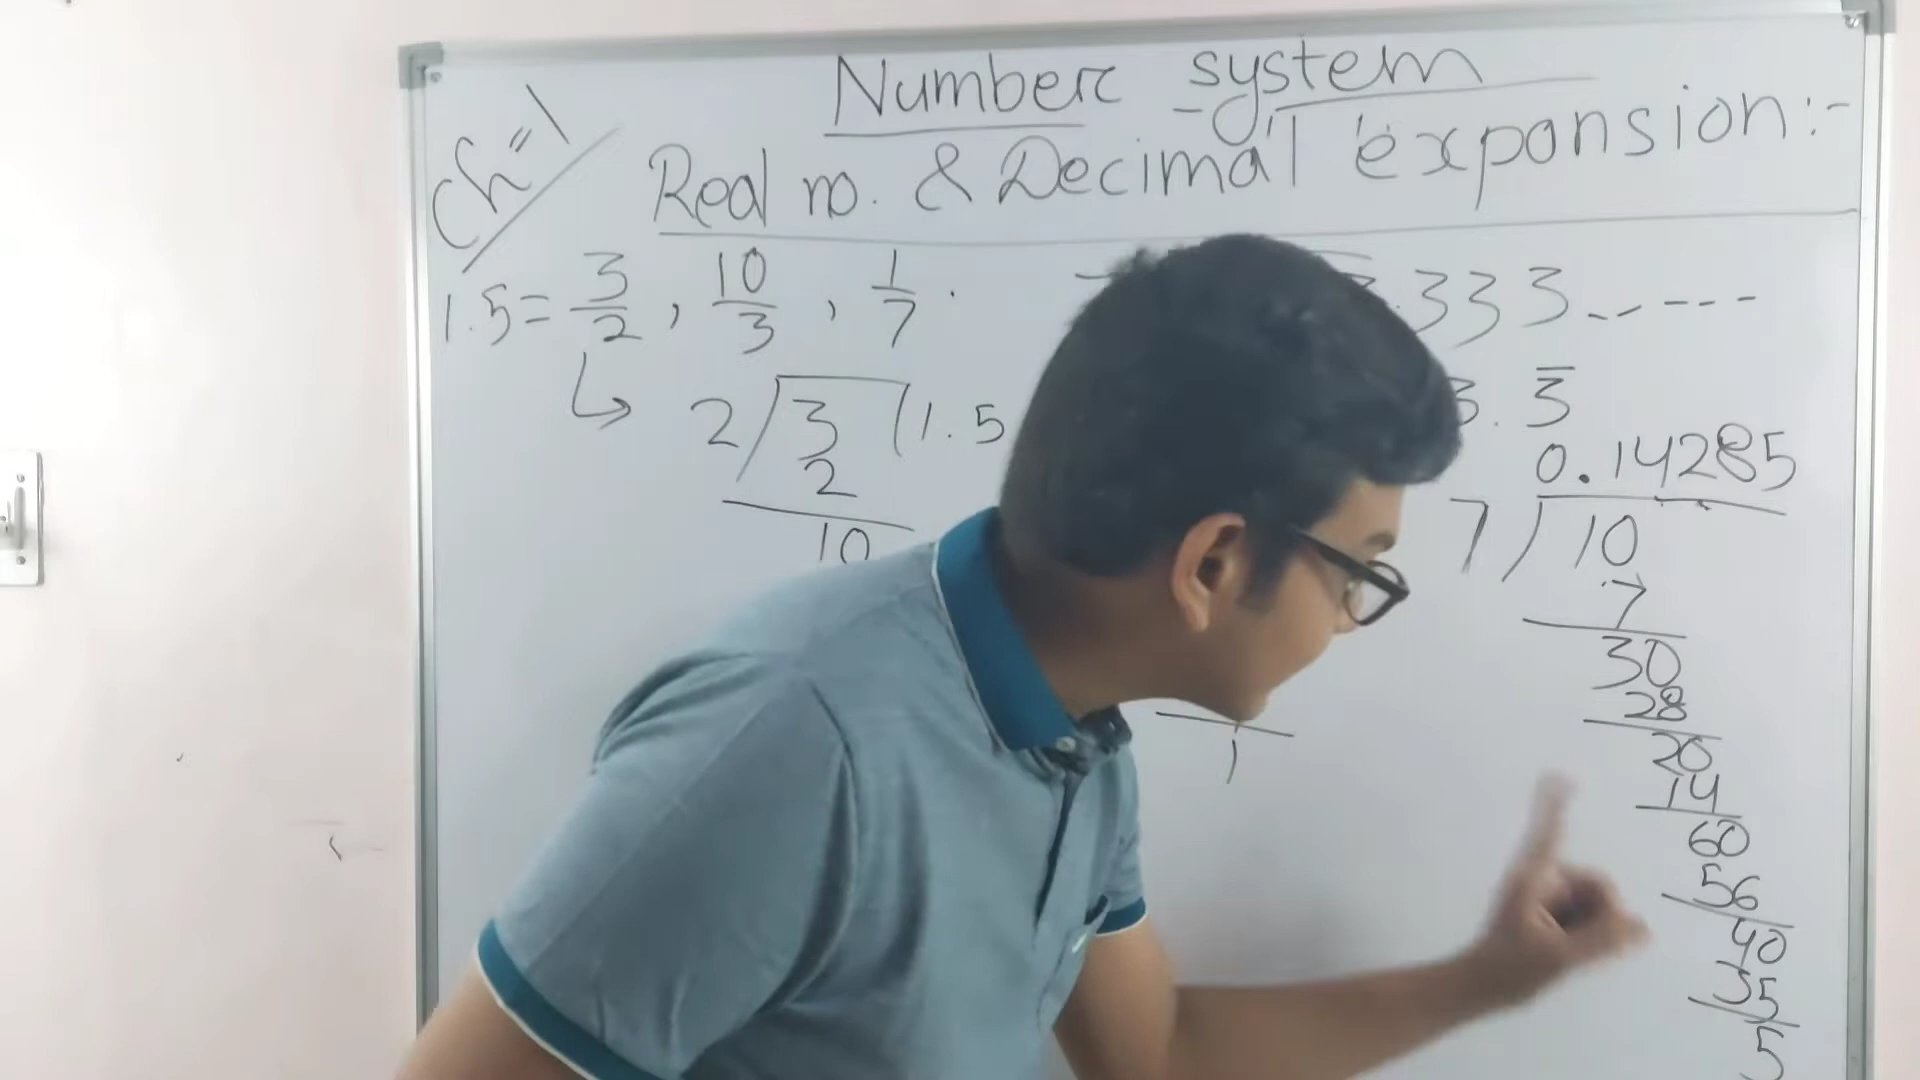 Ch=1
Number system
Real no. & Decimal expansion:-
1.5 = 3/2 , 10/3 , 1/7 .
333.....
2 ) 3 ( 1.5
2
10
3.3̅
0.14285
7 ) 10
7
30
28
20
14
60
56
40
35
5
1